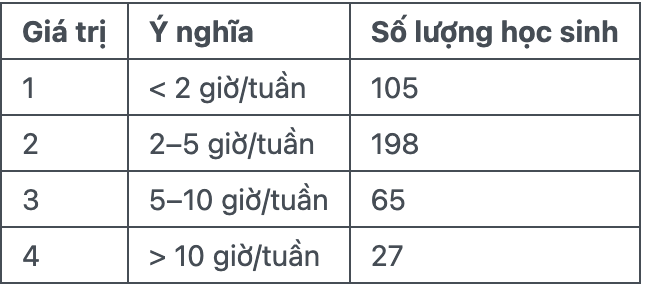 Giá trị Ý nghĩa Số lượng học sinh
1 < 2 giờ/tuần 105
2 2–5 giờ/tuần 198
3 5–10 giờ/tuần 65
4 > 10 giờ/tuần 27